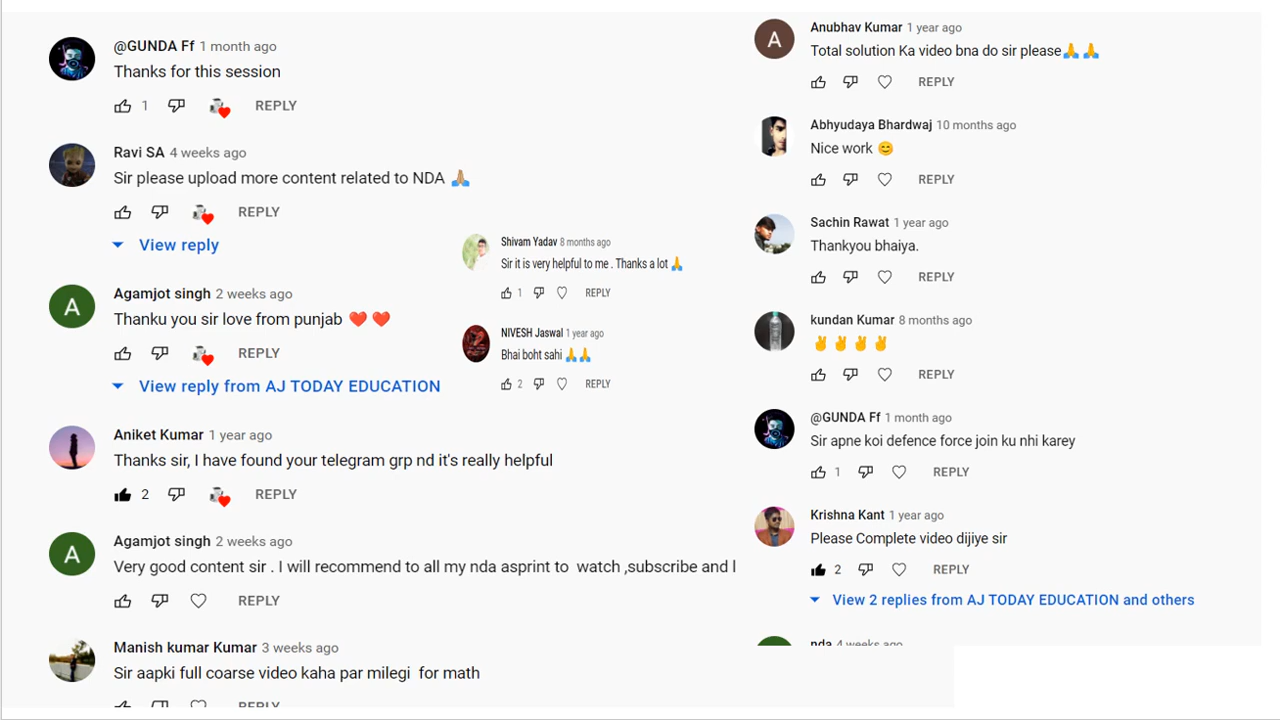 @GUNDA Ff 1 month ago
Thanks for this session
1 REPLY
Ravi SA 4 weeks ago
Sir please upload more content related to NDA 🙏🏼
REPLY
View reply
Agamjot singh 2 weeks ago
Thanku you sir love from punjab ❤️ ❤️
REPLY
View reply from AJ TODAY EDUCATION
Aniket Kumar 1 year ago
Thanks sir, I have found your telegram grp nd it's really helpful
2 REPLY
A
Agamjot singh 2 weeks ago
Very good content sir . I will recommend to all my nda asprint to watch ,subscribe and l
REPLY
Manish kumar Kumar 3 weeks ago
Sir aapki full coarse video kaha par milegi for math
REPLY
Shivam Yadav 8 months ago
Sir it is very helpful to me . Thanks a lot 🙏
1 REPLY
NIVESH Jaswal 1 year ago
Bhai boht sahi 🙏🙏
2 REPLY
A
Anubhav Kumar 1 year ago
Total solution Ka video bna do sir please🙏🙏
REPLY
Abhyudaya Bhardwaj 10 months ago
Nice work 😊
REPLY
Sachin Rawat 1 year ago
Thankyou bhaiya.
REPLY
kundan Kumar 8 months ago
✌️✌️✌️✌️
REPLY
@GUNDA Ff 1 month ago
Sir apne koi defence force join ku nhi karey
1 REPLY
Krishna Kant 1 year ago
Please Complete video dijiye sir
2 REPLY
View 2 replies from AJ TODAY EDUCATION and others
nda 4 weeks ago